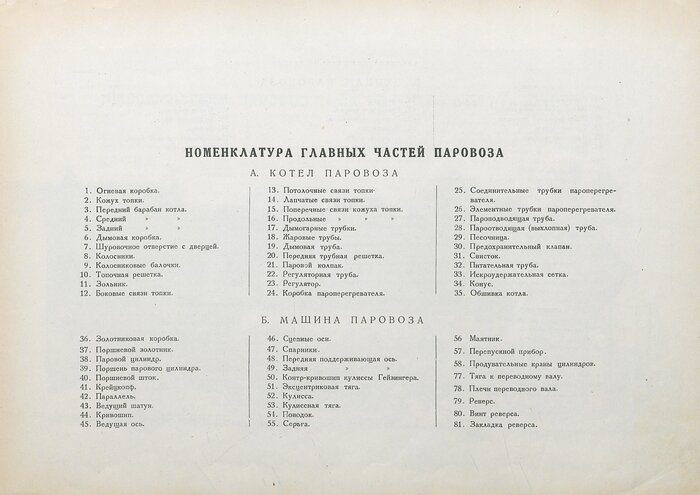 НОМЕНКЛАТУРА ГЛАВНЫХ ЧАСТЕЙ ПАРОВОЗА
А. КОТЕЛ ПАРОВОЗА
1. Огневая коробка.
2. Кожух топки.
3. Передний барабан котла.
4. Средний » »
5. Задний » »
6. Дымовая коробка.
7. Шуровочное отверстие с дверцей.
8. Колосники.
9. Колосниковые балочки.
10. Топочная решетка.
11. Зольник.
12. Боковые связи топки.
13. Потолочные связи топки.
14. Лапчатые связи топки.
15. Поперечные связи кожуха топки.
16. Продольные » » »
17. Дымогарные трубки.
18. Жаровые трубы.
19. Дымовая труба.
20. Передняя трубная решетка.
21. Паровой колпак.
22. Регуляторная труба.
23. Регулятор.
24. Коробка пароперегревателя.
25. Соединительные трубки пароперегре-
вателя.
26. Элементные трубки пароперегревателя.
27. Пароподводящая труба.
28. Пароотводящая (выхлопная) труба.
29. Песочница.
30. Предохранительный клапан.
31. Свисток.
32. Питательная труба.
33. Искроудержательная сетка.
34. Конус.
35. Обшивка котла.
Б. МАШИНА ПАРОВОЗА
36. Золотниковая коробка.
37. Поршневой золотник.
38. Паровой цилиндр.
39. Поршень парового цилиндра.
40. Поршневой шток.
41. Крейцкопф.
42. Параллель.
43. Ведущий шатун.
44. Кривошип.
45. Ведущая ось.
46. Сцепные оси.
47. Спарники.
48. Передняя поддерживающая ось.
49. Задняя » »
50. Контр-кривошип кулиссы Гейзингера.
51. Эксцентриковая тяга.
52. Кулисса.
53. Кулиссная тяга.
54. Поводок.
55. Серьга.
56 Маятник.
57. Перепускной прибор.
58. Продувательные краны цилиндров.
77. Тяга к переводному валу.
78. Плечи переводного вала.
79. Реверс.
80. Винт реверса.
81. Закладка реверса.